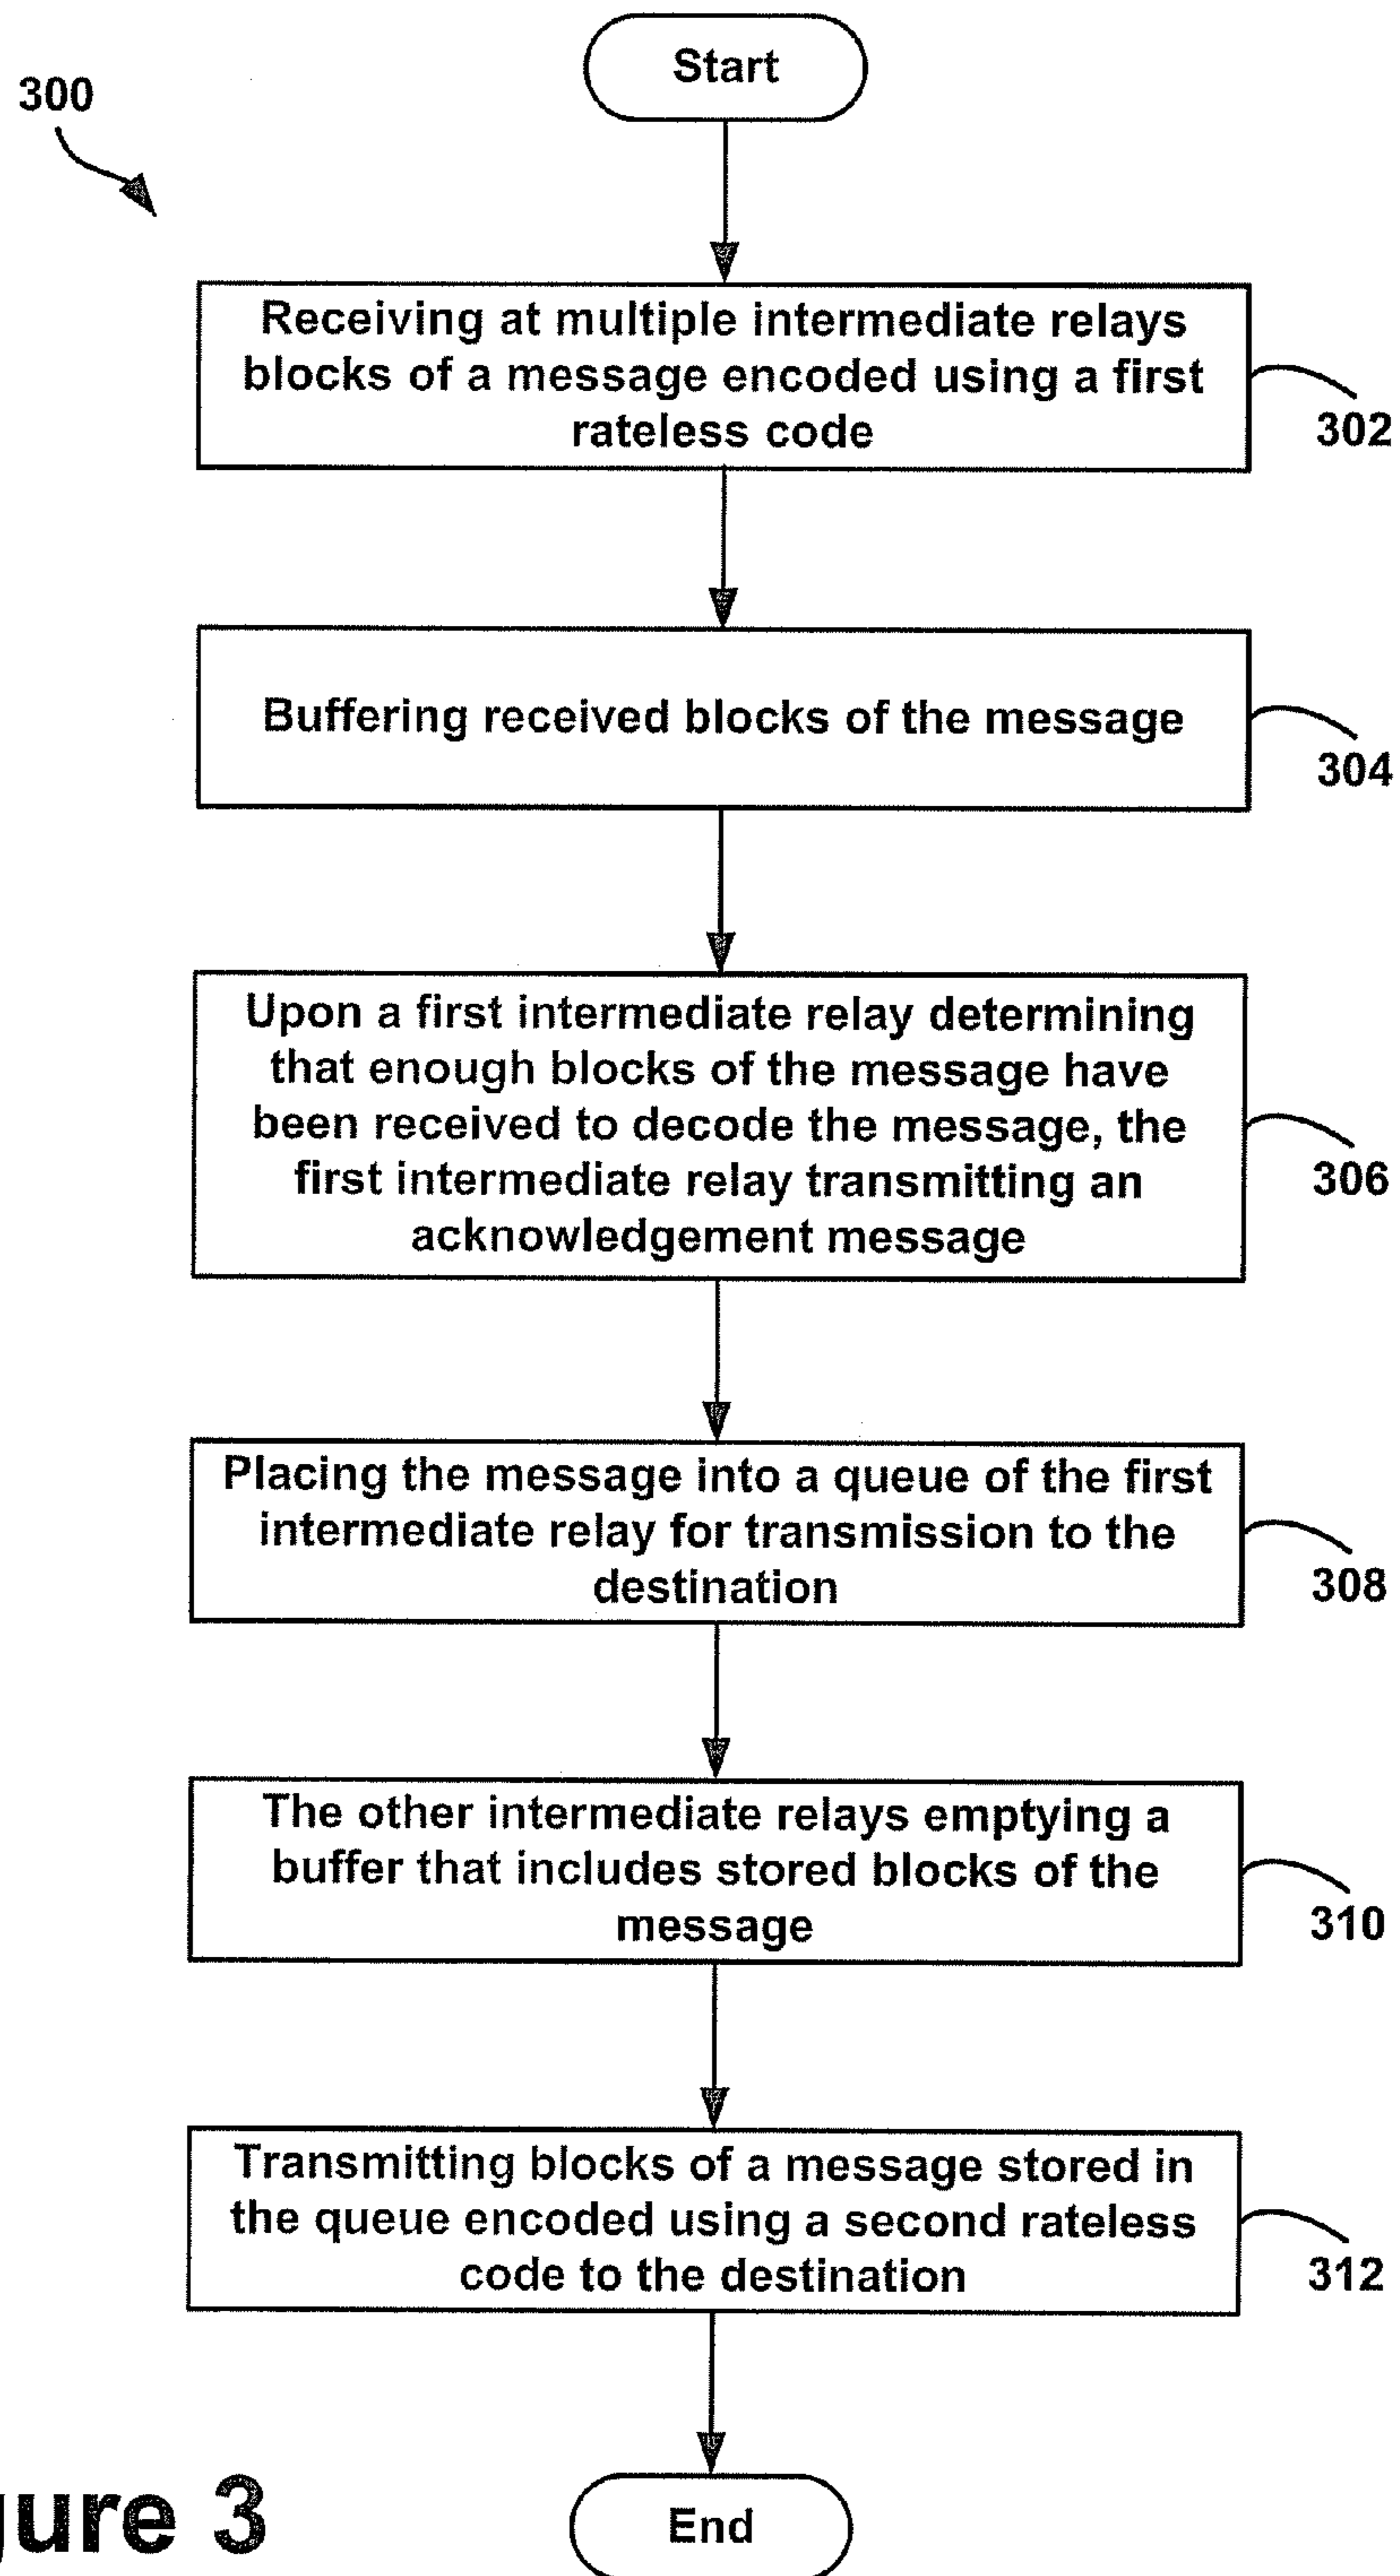 Start
300
Receiving at multiple intermediate relays
blocks of a message encoded using a first
rateless code
302
Buffering received blocks of the message
304
Upon a first intermediate relay determining
that enough blocks of the message have
been received to decode the message, the
first intermediate relay transmitting an
acknowledgement message
306
Placing the message into a queue of the first
intermediate relay for transmission to the
destination
308
The other intermediate relays emptying a
buffer that includes stored blocks of the
message
310
Transmitting blocks of a message stored in
the queue encoded using a second rateless
code to the destination
312
gure 3
End